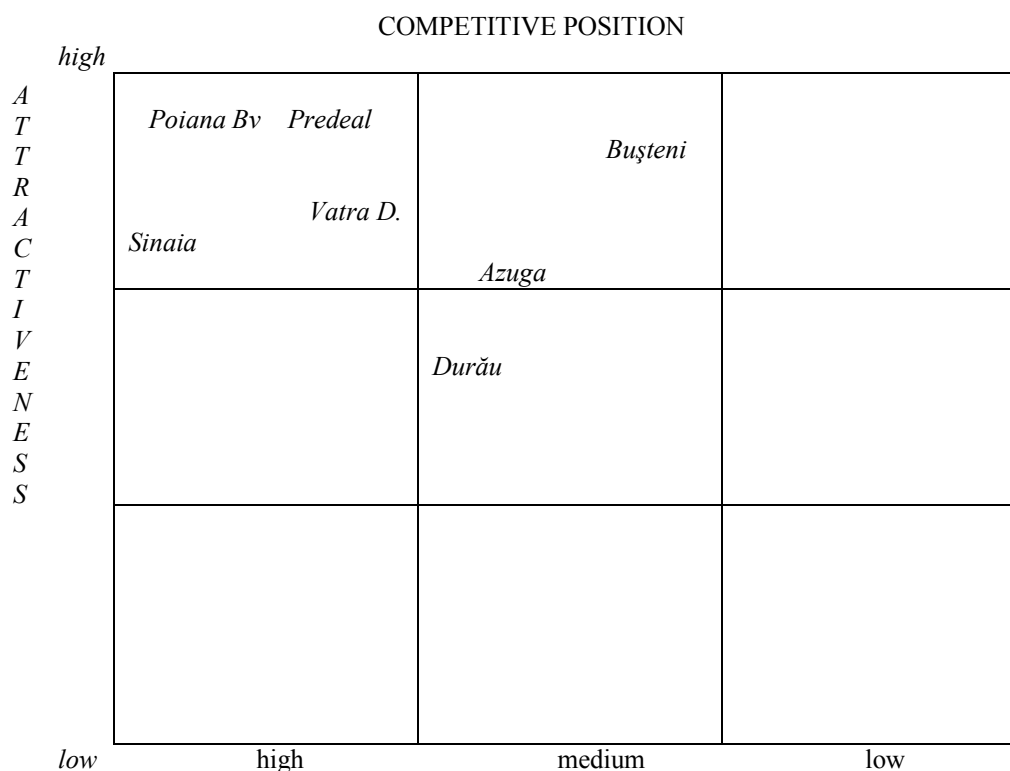 COMPETITIVE POSITION
high
A
T
T
R
A
C
T
I
V
E
N
E
S
S
Poiana Bv Predeal
Buşteni
Vatra D.
Sinaia
Azuga
Durău
low high medium low